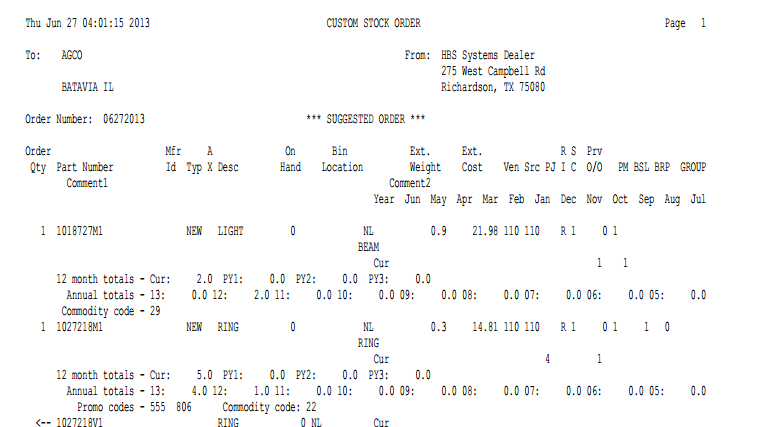 Thu Jun 27 04:01:15 2013 CUSTOM STOCK ORDER Page 1
To: AGCO From: HBS Systems Dealer
275 West Campbell Rd
BATAVIA IL Richardson, TX 75080
Order Number: 06272013 *** SUGGESTED ORDER ***
Order Mfr A On Bin Ext. Ext. R S Prv
Qty Part Number Id Typ X Desc Hand Location Weight Cost Ven Src PJ I C O/O PM BSL BRP GROUP
Comment1 Comment2
Year Jun May Apr Mar Feb Jan Dec Nov Oct Sep Aug Jul
1 1018727M1 NEW LIGHT 0 NL 0.9 21.98 110 110 R 1 0 1
BEAM
Cur 1 1
12 month totals - Cur: 2.0 PY1: 0.0 PY2: 0.0 PY3: 0.0
Annual totals - 13: 0.0 12: 2.0 11: 0.0 10: 0.0 09: 0.0 08: 0.0 07: 0.0 06: 0.0 05: 0.0
Commodity code - 29
1 1027218M1 NEW RING 0 NL 0.3 14.81 110 110 R 1 0 1 1 0
RING
Cur 4 1
12 month totals - Cur: 5.0 PY1: 0.0 PY2: 0.0 PY3: 0.0
Annual totals - 13: 4.0 12: 1.0 11: 0.0 10: 0.0 09: 0.0 08: 0.0 07: 0.0 06: 0.0 05: 0.0
Promo codes - 555 806 Commodity code: 22
<-- 1027218V1 RING 0 NL Cur